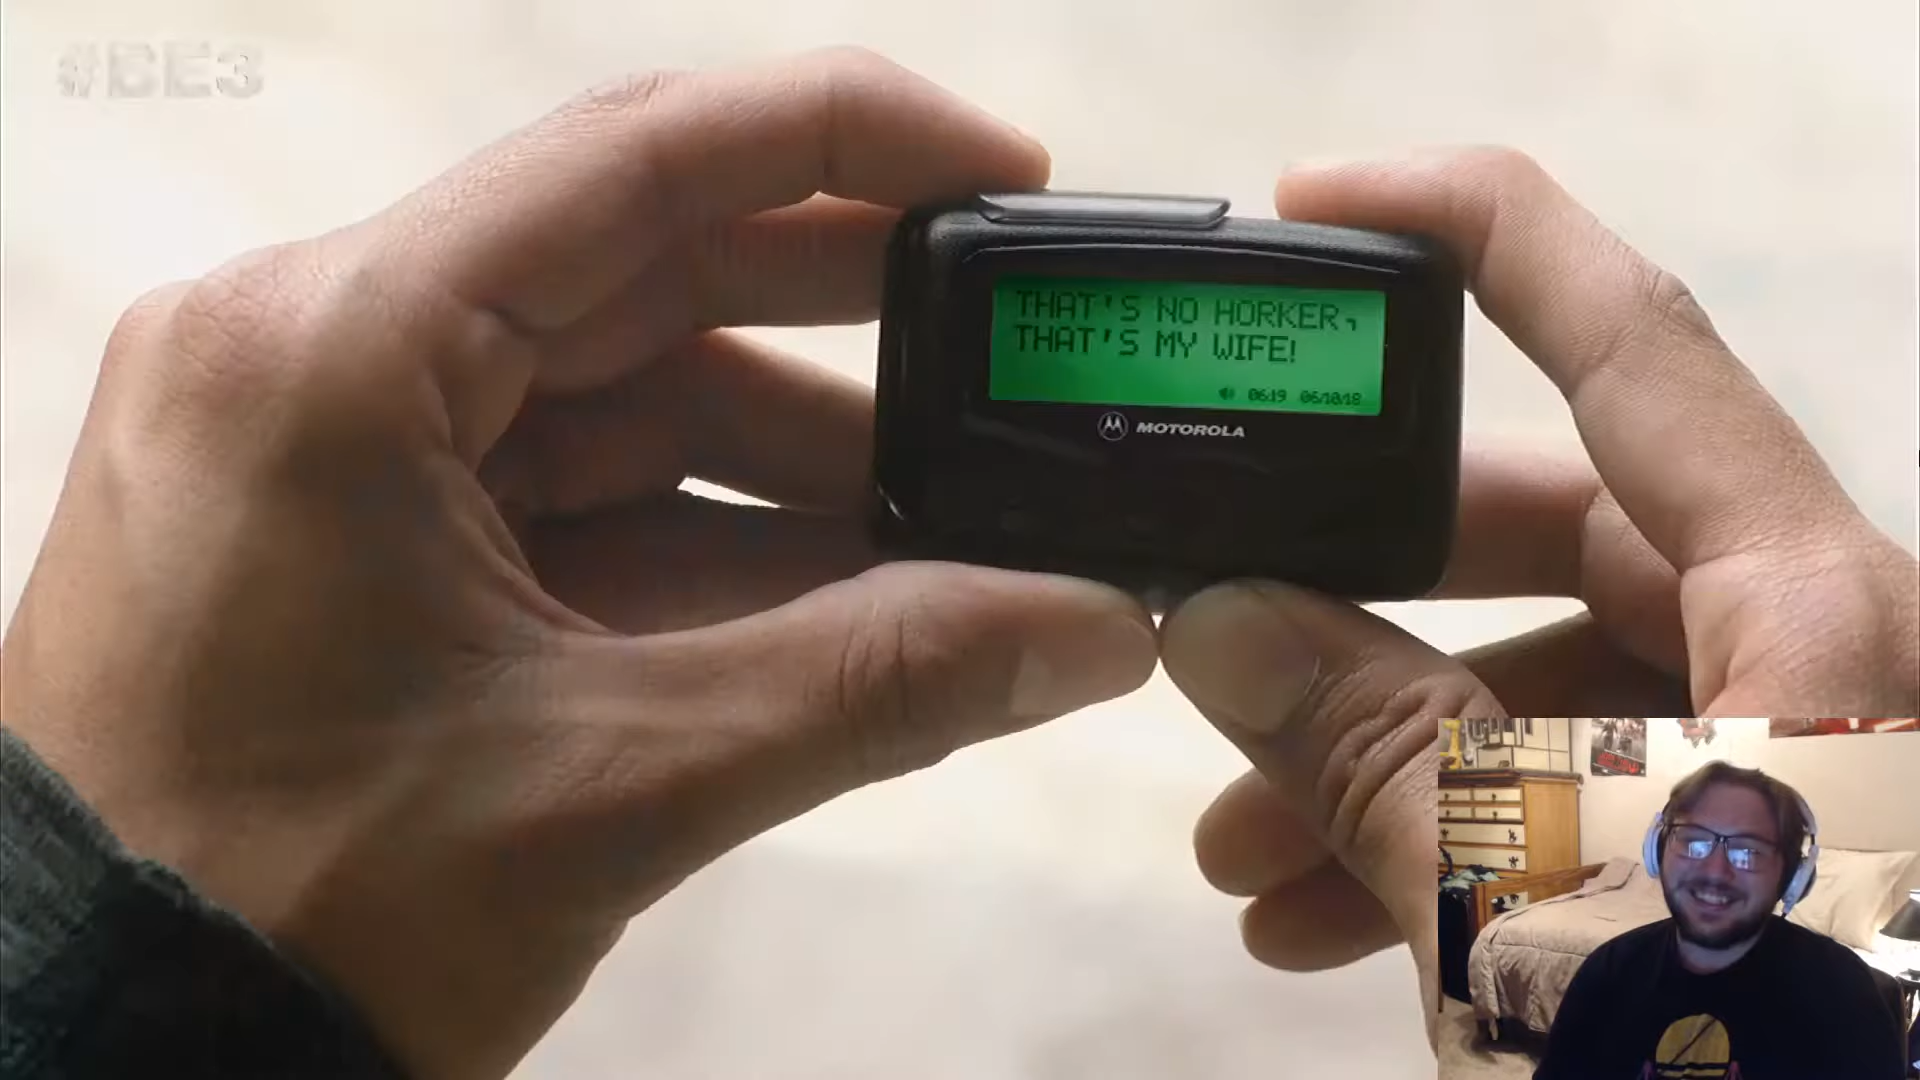 #BE3
THAT'S NO HORKER,
THAT'S MY WIFE!
06:19 06/10/18
MOTOROLA